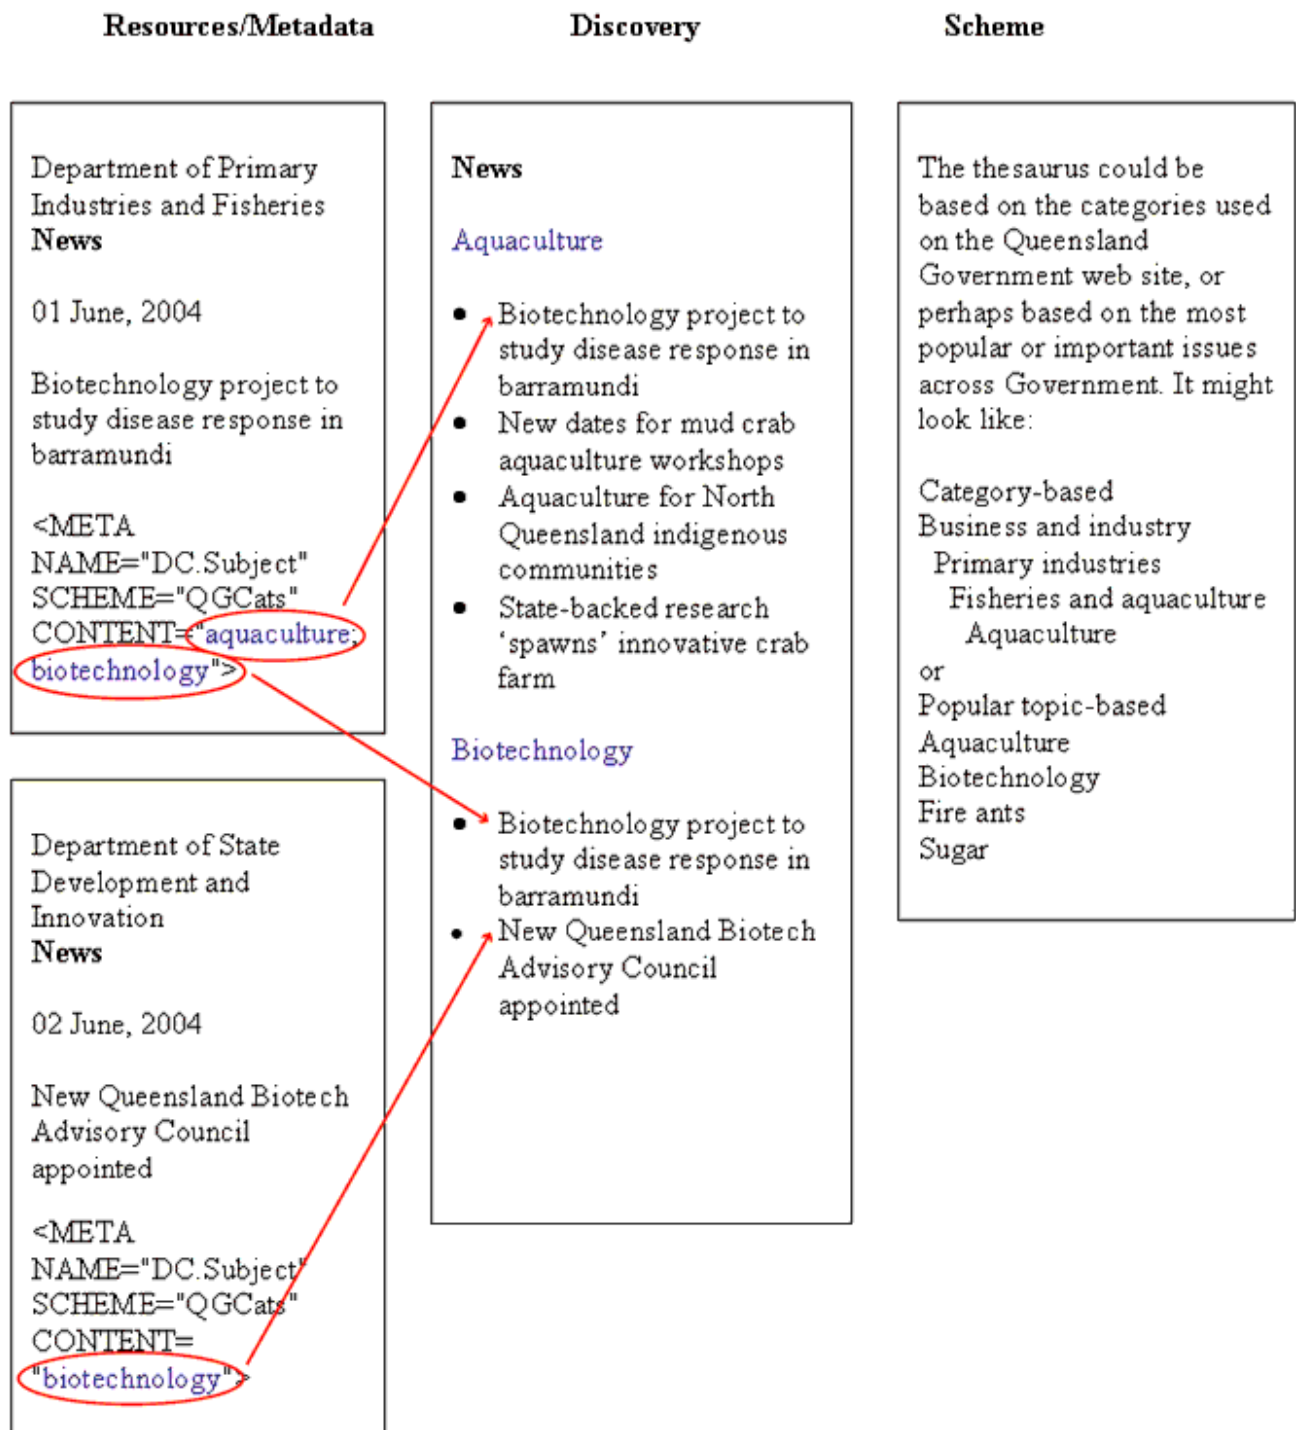 Resources/Metadata
Discovery
Scheme
Department of Primary
Industries and Fisheries
News
01 June, 2004
Biotechnology project to
study disease response in
barramundi
<META
NAME="DC.Subject"
SCHEME="QGCats"
CONTENT="aquaculture;
biotechnology">
Department of State
Development and
Innovation
News
02 June, 2004
New Queensland Biotech
Advisory Council
appointed
<META
NAME="DC.Subject"
SCHEME="QGCats"
CONTENT=
"biotechnology">
News
Aquaculture
• Biotechnology project to
study disease response in
barramundi
• New dates for mud crab
aquaculture workshops
• Aquaculture for North
Queensland indigenous
communities
• State-backed research
‘spawns’ innovative crab
farm
Biotechnology
• Biotechnology project to
study disease response in
barramundi
• New Queensland Biotech
Advisory Council
appointed
The thesaurus could be
based on the categories used
on the Queensland
Government web site, or
perhaps based on the most
popular or important issues
across Government. It might
look like:
Category-based
Business and industry
Primary industries
Fisheries and aquaculture
Aquaculture
or
Popular topic-based
Aquaculture
Biotechnology
Fire ants
Sugar